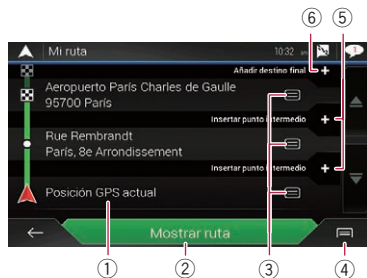 ⑥ ⑤
Mi ruta 10:32 am
Añadir destino final +
Aeropuerto París Charles de Gaulle
95700 París
Insertar punto intermedio +
Rue Rembrandt
París, 8e Arrondissement
Insertar punto intermedio +
Posición GPS actual
Mostrar ruta
① ② ③ ④